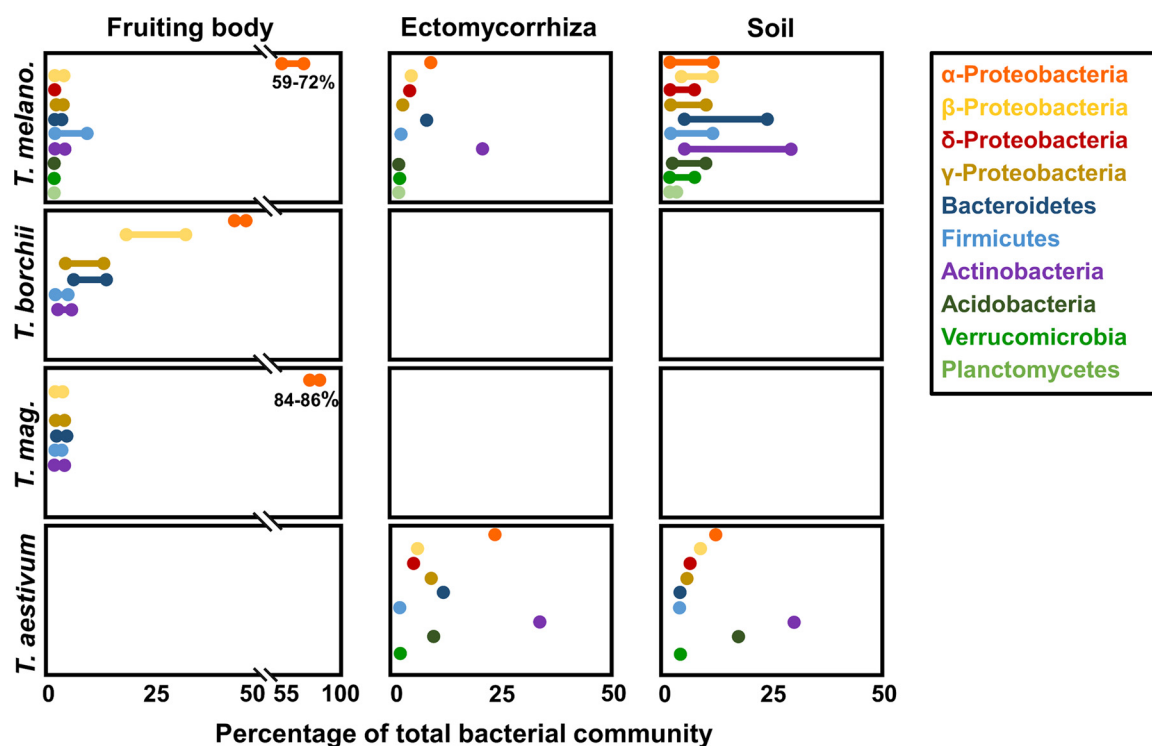 Fruiting body
Ectomycorrhiza
Soil
T. melano.
59-72%
T. borchii
T. mag.
84-86%
T. aestivum
0 25 50 55 100
0 25 50
0 25 50
Percentage of total bacterial community
α-Proteobacteria
β-Proteobacteria
δ-Proteobacteria
γ-Proteobacteria
Bacteroidetes
Firmicutes
Actinobacteria
Acidobacteria
Verrucomicrobia
Planctomycetes